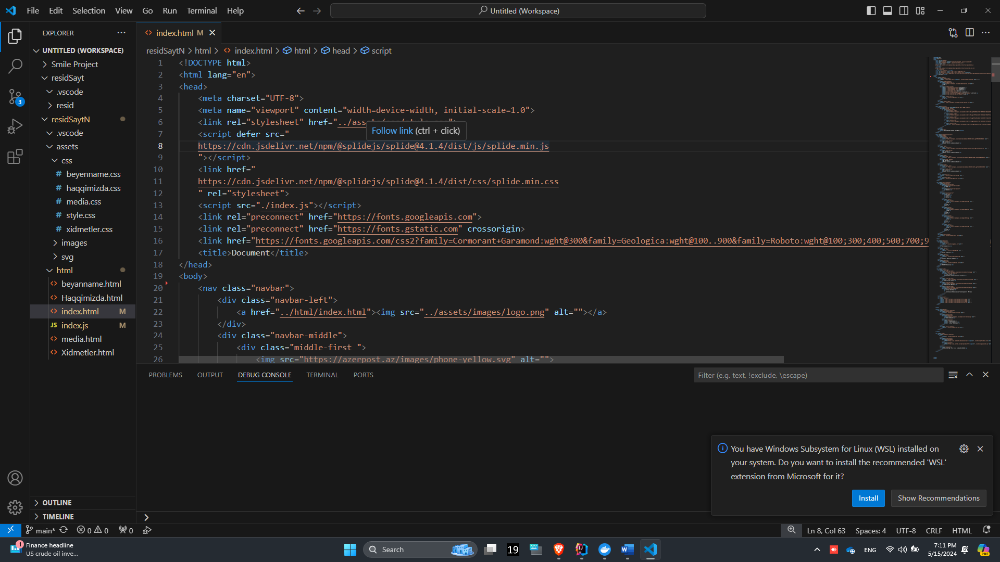 File Edit Selection View Go Run Terminal Help
Untitled (Workspace)
EXPLORER
UNTITLED (WORKSPACE)
Smile Project
residSayt
.vscode
resid
residSaytN
.vscode
assets
css
# beyenname.css
# haqqimizda.css
# media.css
# style.css
# xidmetler.css
images
svg
html
<> beyanname.html
<> Haqqimizda.html
<> index.html M
JS index.js M
<> media.html
<> Xidmetler.html
OUTLINE
TIMELINE
3
<> index.html M
residSaytN > html > <> index.html > html > head > script
1 <!DOCTYPE html>
2 <html lang="en">
3 <head>
4 <meta charset="UTF-8">
5 <meta name="viewport" content="width=device-width, initial-scale=1.0">
6 <link rel="stylesheet" href="../assets/css/style.css">
Follow link (ctrl + click)
7 <script defer src="
8 https://cdn.jsdelivr.net/npm/@splidejs/splide@4.1.4/dist/js/splide.min.js
9 "></script>
10 <link href="
11 https://cdn.jsdelivr.net/npm/@splidejs/splide@4.1.4/dist/css/splide.min.css
12 " rel="stylesheet">
13 <script src="./index.js"></script>
14 <link rel="preconnect" href="https://fonts.googleapis.com">
15 <link rel="preconnect" href="https://fonts.gstatic.com" crossorigin>
16 <link href="https://fonts.googleapis.com/css2?family=Cormorant+Garamond:wght@300&family=Geologica:wght@100..900&family=Roboto:wght@100;300;400;500;700;9
17 <title>Document</title>
18 </head>
19 <body>
20 <nav class="navbar">
21 <div class="navbar-left">
22 <a href="../html/index.html"><img src="../assets/images/logo.png" alt=""></a>
23 </div>
24 <div class="navbar-middle">
25 <div class="middle-first ">
26 <img src="https://azerpost.az/images/phone-yellow.svg" alt="">
PROBLEMS OUTPUT DEBUG CONSOLE TERMINAL PORTS
Filter (e.g. text, !exclude, \escape)
You have Windows Subsystem for Linux (WSL) installed on
your system. Do you want to install the recommended 'WSL'
extension from Microsoft for it?
Install Show Recommendations
main* 0 0 0
Ln 8, Col 63 Spaces: 4 UTF-8 CRLF HTML
1
Finance headline
US crude oil inve...
Search
19
ENG
7:11 PM
5/15/2024
PRE